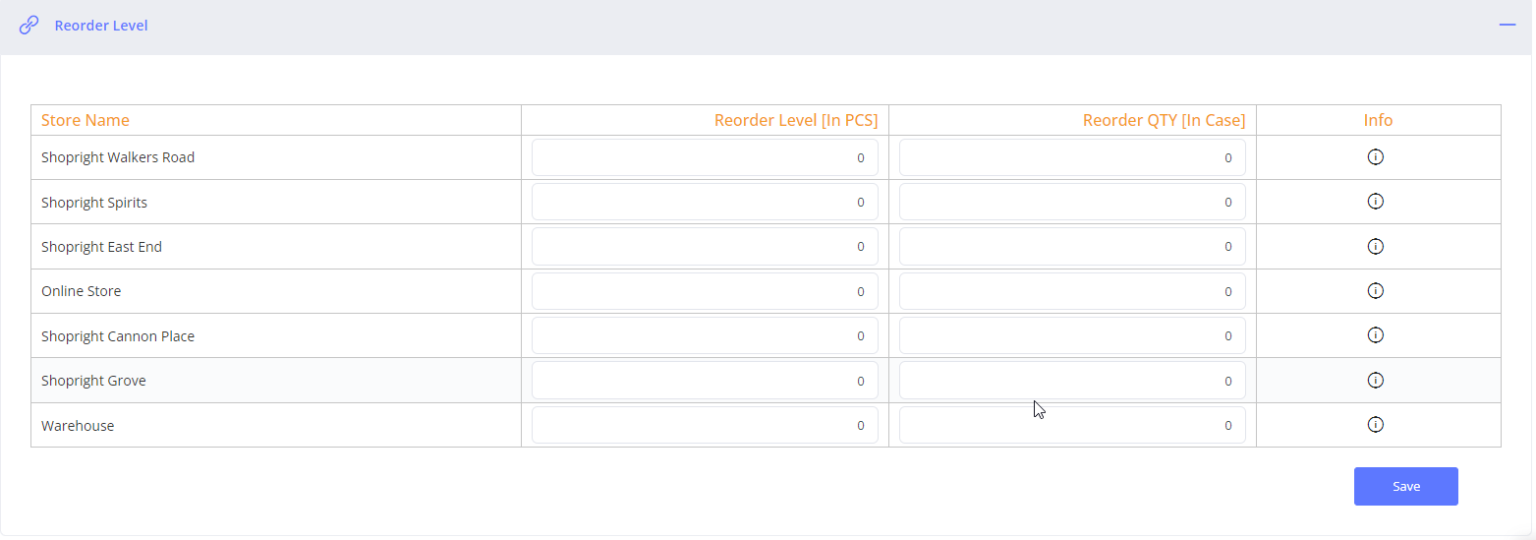 Reorder Level
Store Name Reorder Level [In PCS] Reorder QTY [In Case] Info
Shopright Walkers Road 0 0
Shopright Spirits 0 0
Shopright East End 0 0
Online Store 0 0
Shopright Cannon Place 0 0
Shopright Grove 0 0
Warehouse 0 0
Save